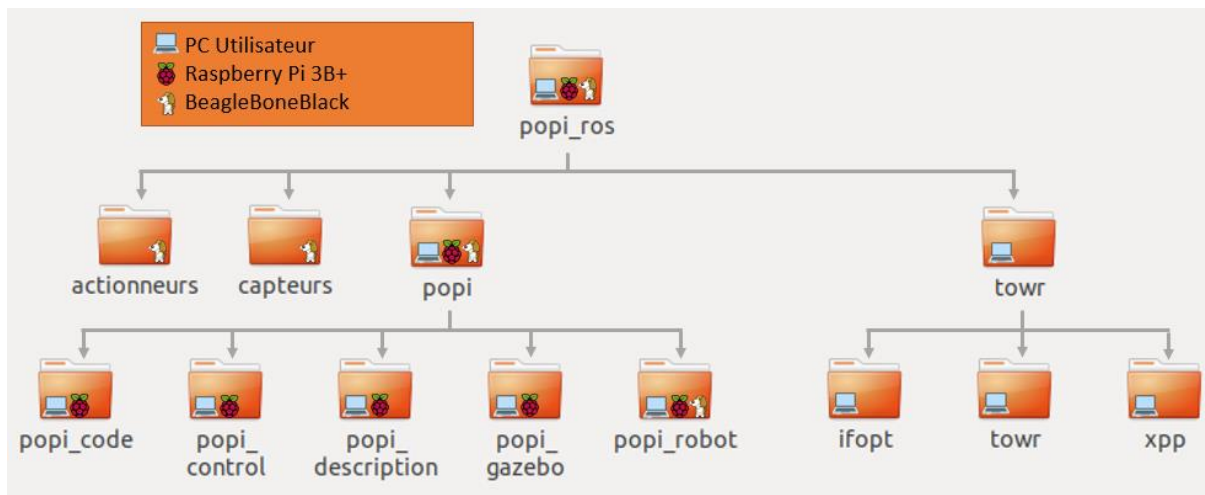 PC Utilisateur
Raspberry Pi 3B+
BeagleBoneBlack
popi_ros
actionneurs
capteurs
popi
towr
popi_code
popi_
control
popi_
description
popi_
gazebo
popi_robot
ifopt
towr
xpp